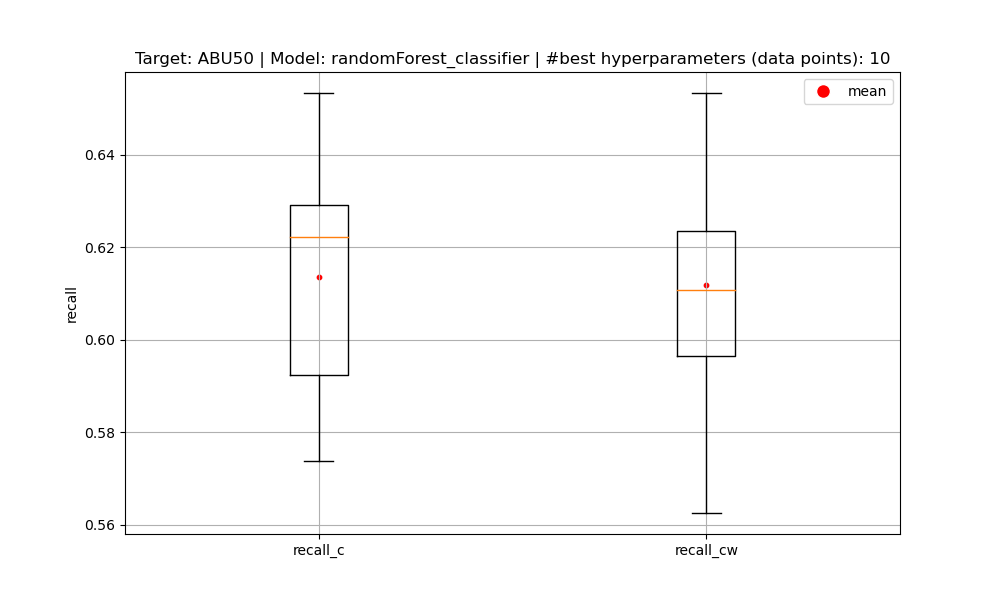 Target: ABU50 | Model: randomForest_classifier | #best hyperparameters (data points): 10
mean
0.64
0.62
0.60
0.58
0.56
recall
recall_c
recall_cw